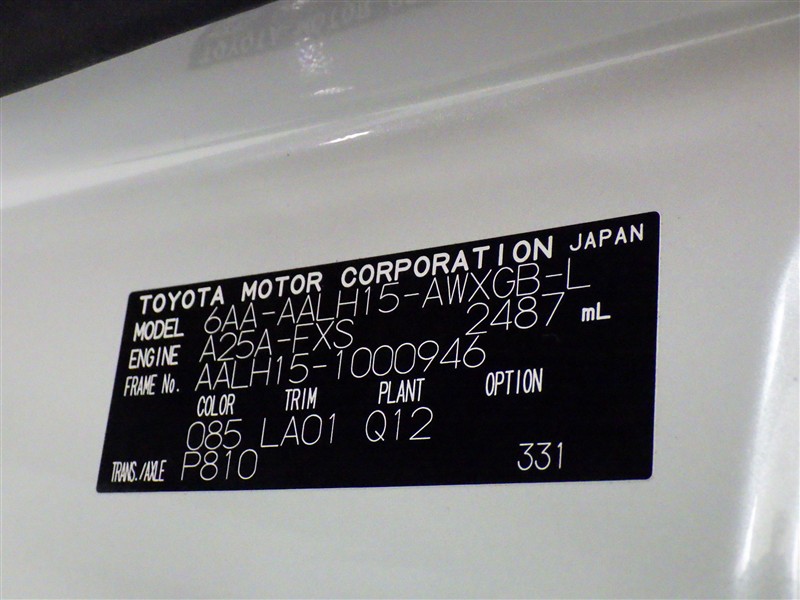 TOYOTA MOTOR CORPORATION JAPAN
MODEL 6AA-AALH15-AWXGB-L
ENGINE A25A-FXS 2487 mL
FRAME No. AALH15-1000946
COLOR TRIM PLANT OPTION
085 LA01 Q12
TRANS./AXLE P810 331